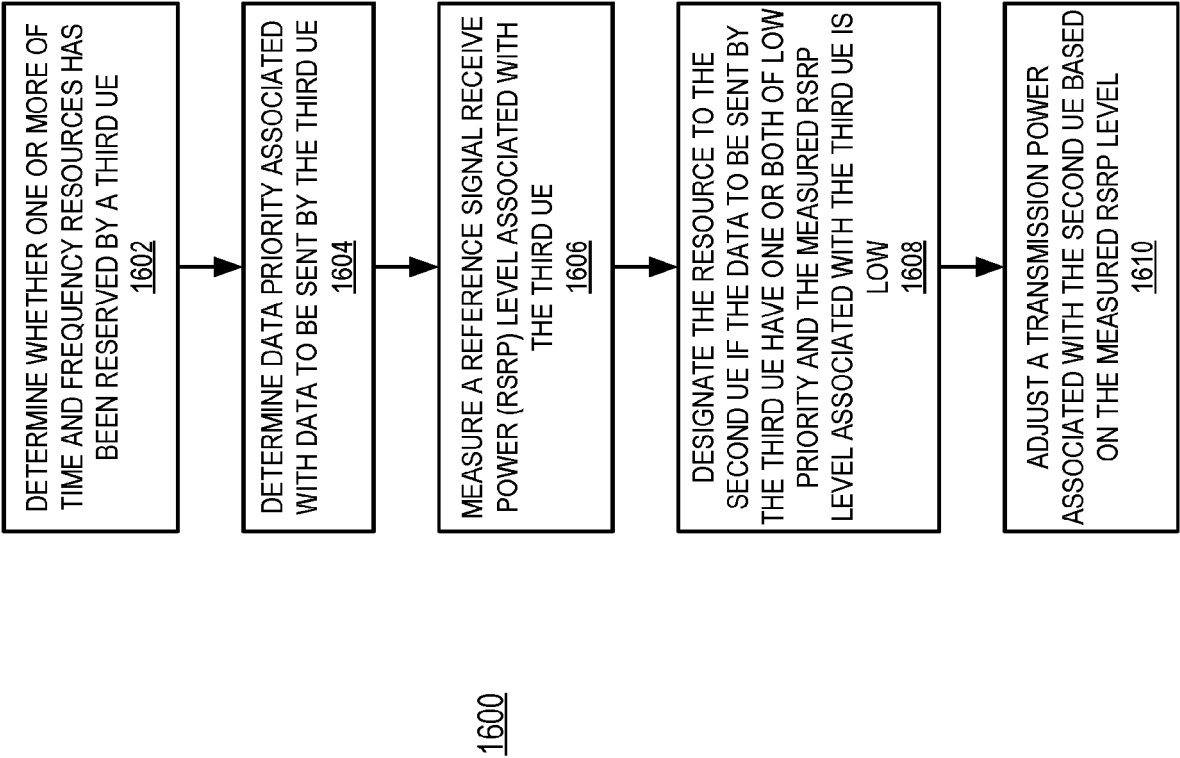 1600
DETERMINE WHETHER ONE OR MORE OF
TIME AND FREQUENCY RESOURCES HAS
BEEN RESERVED BY A THIRD UE
1602
DETERMINE DATA PRIORITY ASSOCIATED
WITH DATA TO BE SENT BY THE THIRD UE
1604
MEASURE A REFERENCE SIGNAL RECEIVE
POWER (RSRP) LEVEL ASSOCIATED WITH
THE THIRD UE
1606
DESIGNATE THE RESOURCE TO THE
SECOND UE IF THE DATA TO BE SENT BY
THE THIRD UE HAVE ONE OR BOTH OF LOW
PRIORITY AND THE MEASURED RSRP
LEVEL ASSOCIATED WITH THE THIRD UE IS
LOW
1608
ADJUST A TRANSMISSION POWER
ASSOCIATED WITH THE SECOND UE BASED
ON THE MEASURED RSRP LEVEL
1610